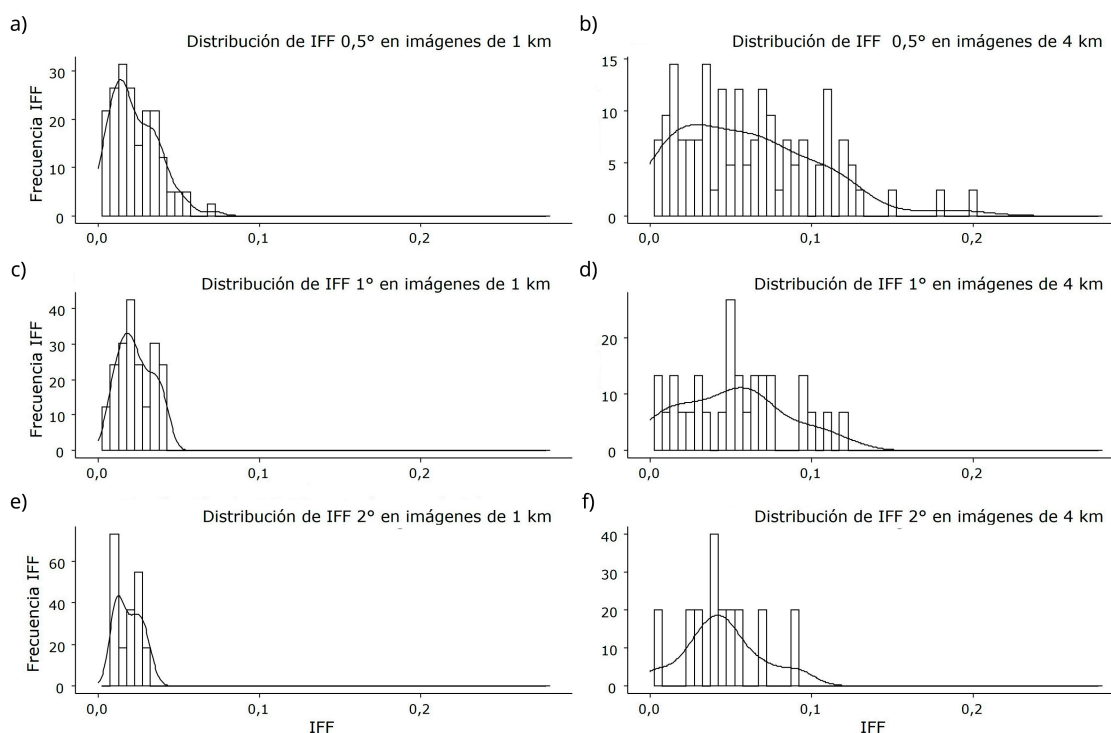 a)
Distribución de IFF 0,5° en imágenes de 1 km
Frecuencia IFF
30
20
10
0
0,0 0,1 0,2
b)
Distribución de IFF 0,5° en imágenes de 4 km
15
10
5
0
0,0 0,1 0,2
c)
Distribución de IFF 1° en imágenes de 1 km
Frecuencia IFF
40
30
20
10
0
0,0 0,1 0,2
d)
Distribución de IFF 1° en imágenes de 4 km
20
10
0
0,0 0,1 0,2
e)
Distribución de IFF 2° en imágenes de 1 km
Frecuencia IFF
60
40
20
0
0,0 0,1 0,2
IFF
f)
Distribución de IFF 2° en imágenes de 4 km
40
30
20
10
0
0,0 0,1 0,2
IFF